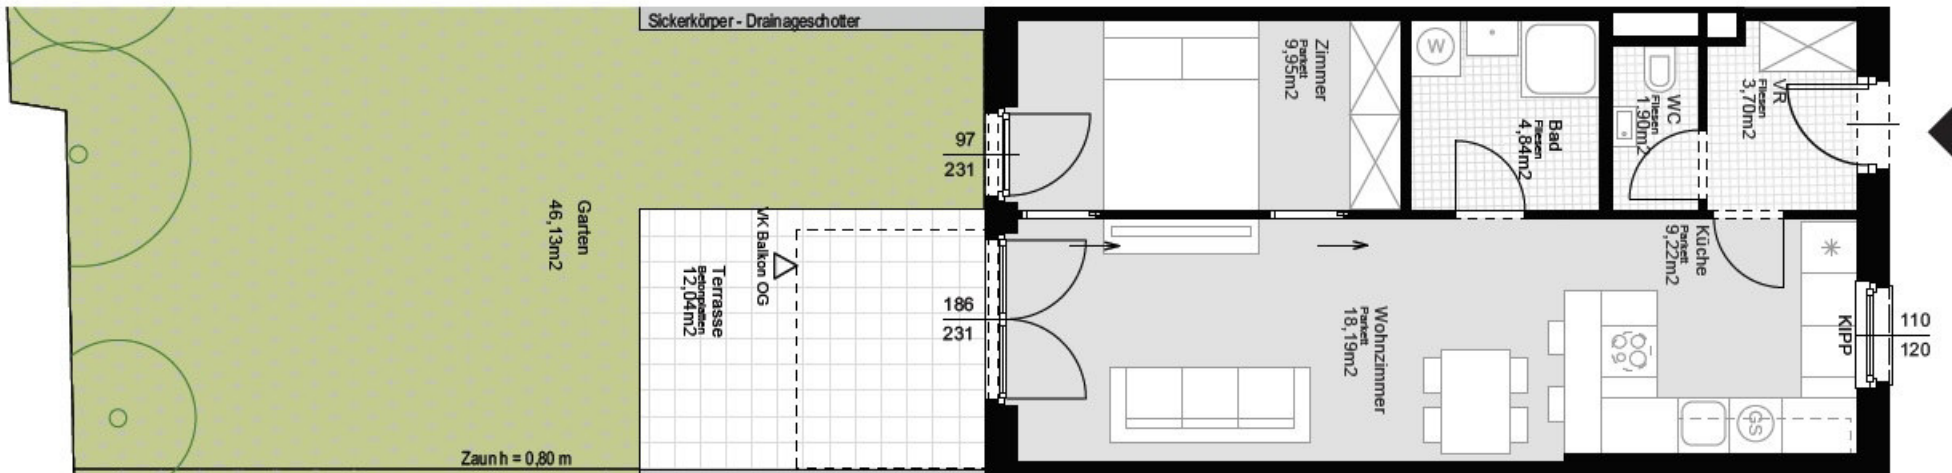 Sickerkörper - Drainageschotter
Garten
46,13m2
Zaun h = 0,80 m
VK Balkon OG
Terrasse
Betonplatten
12,04m2
97
231
186
231
Zimmer
Parkett
9,95m2
W
Bad
Fliesen
4,84m2
WC
Fliesen
1,90m2
VR
Fliesen
3,70m2
Küche
Parkett
9,22m2
Wohnzimmer
Parkett
18,19m2
GS
KIPP
110
120